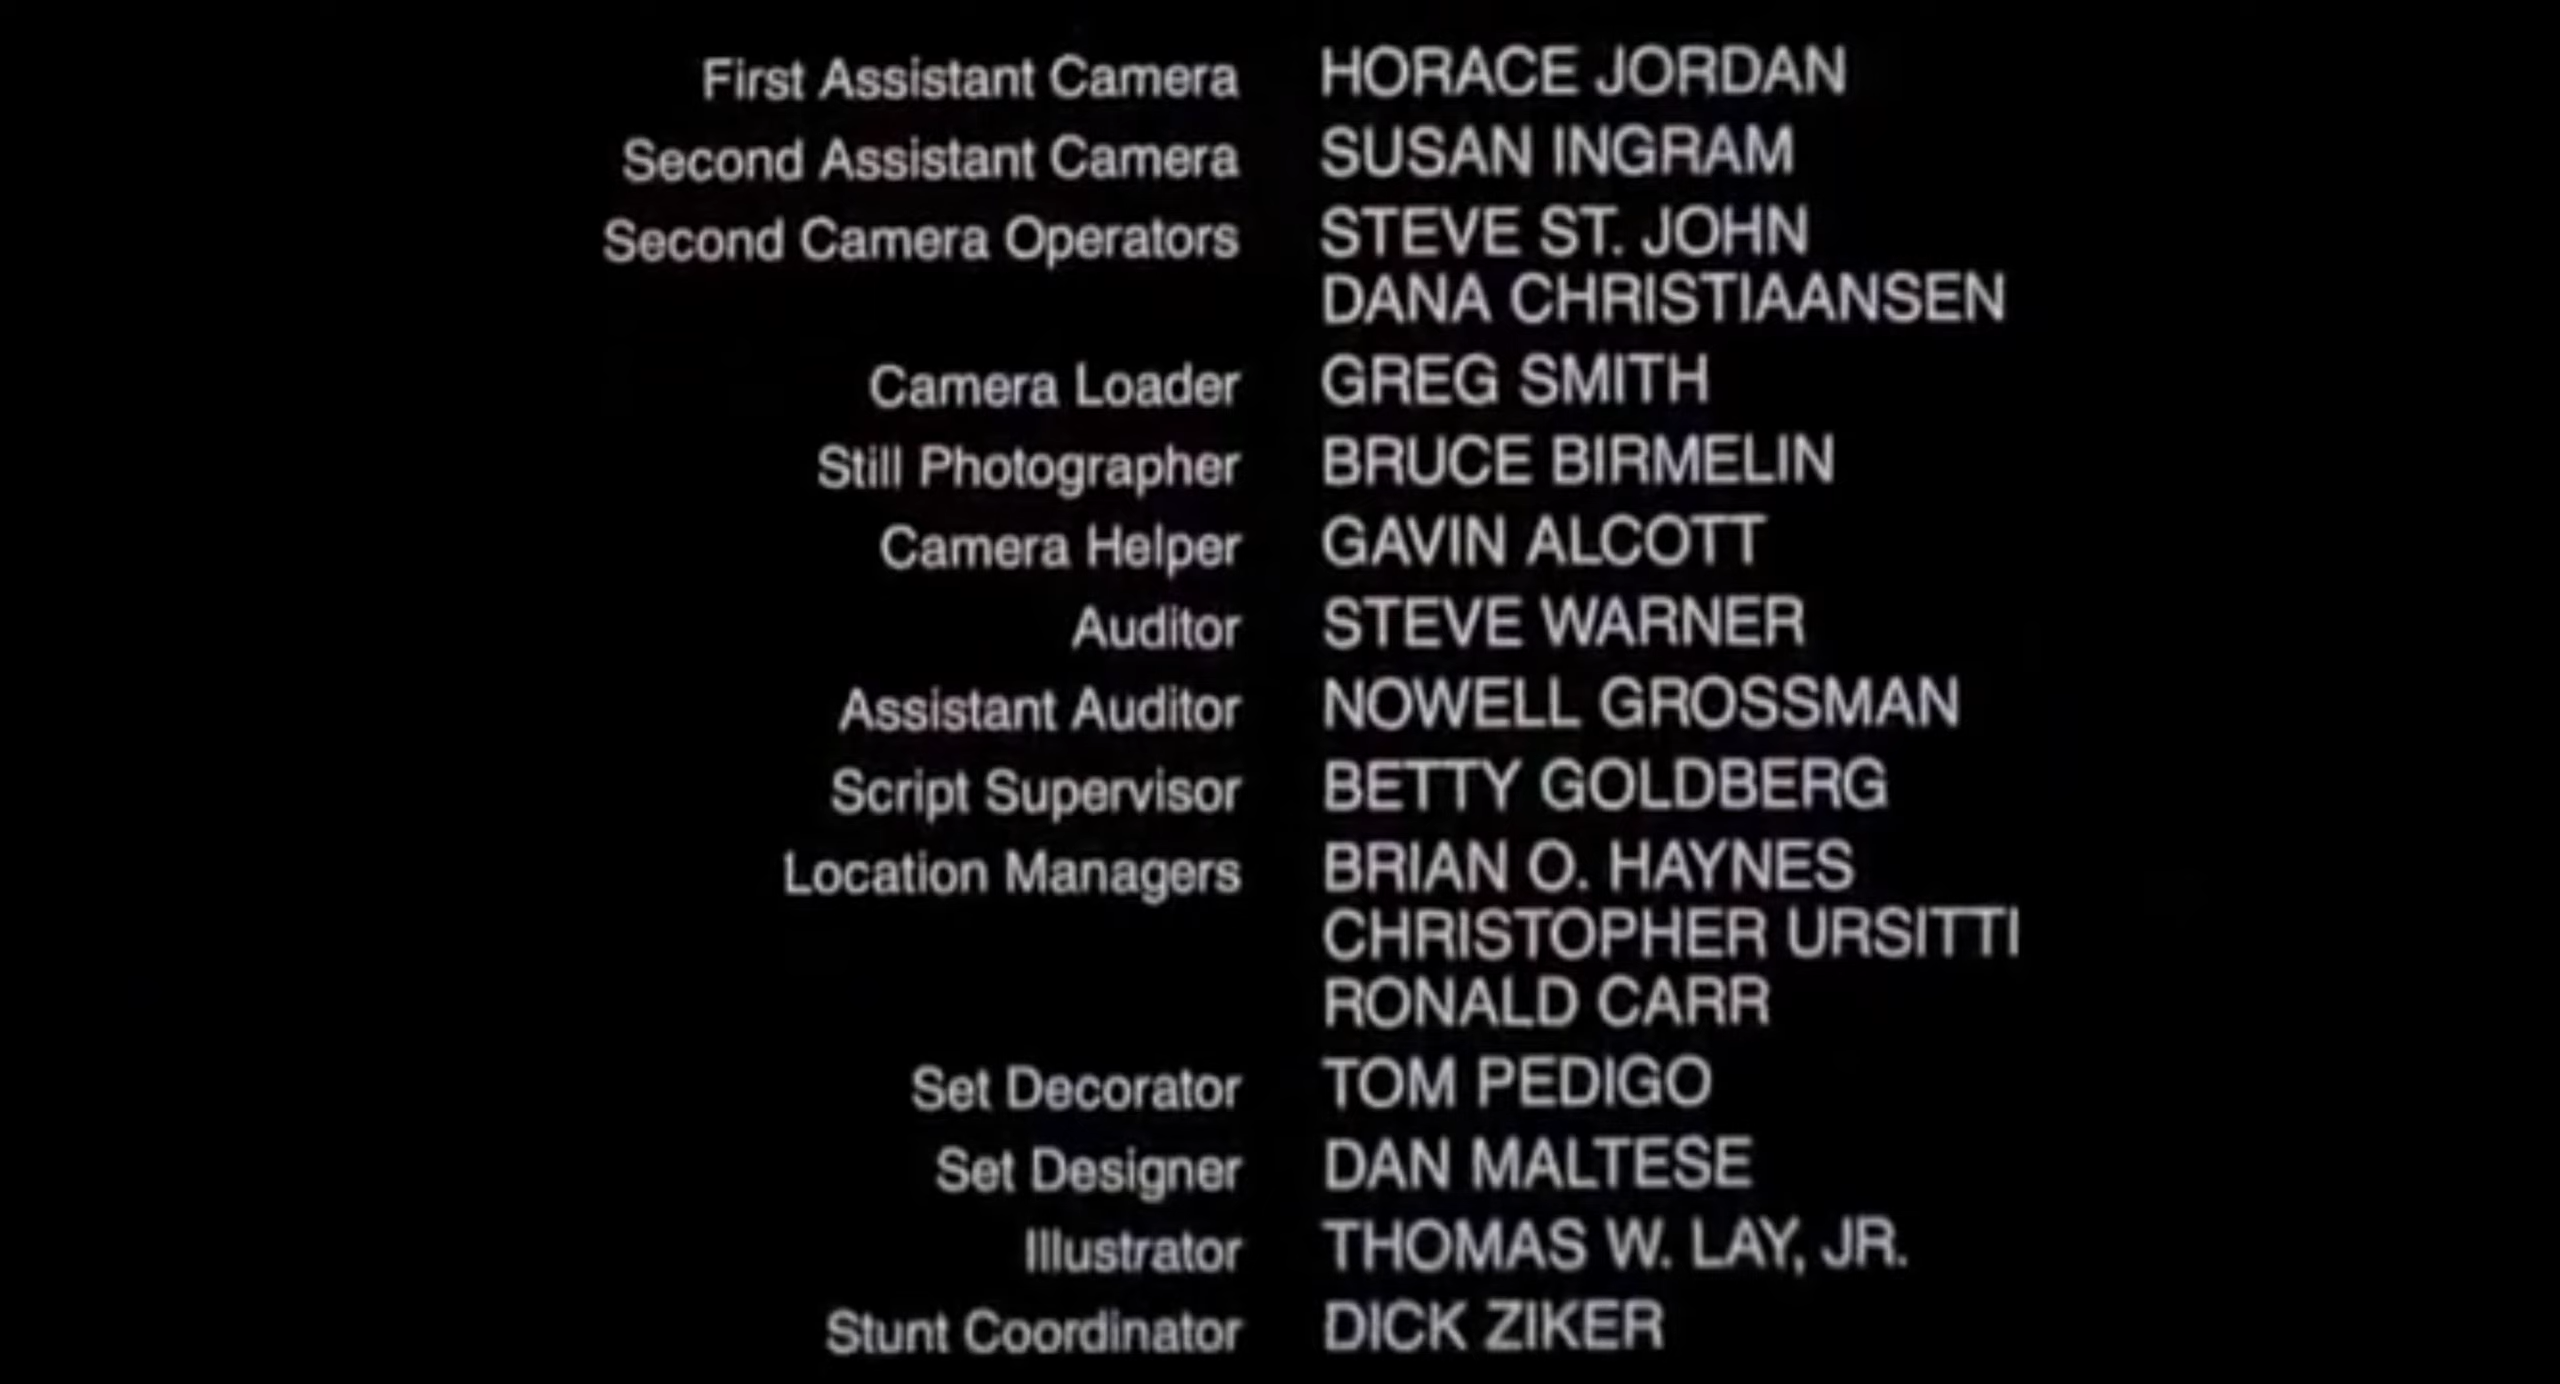 First Assistant Camera HORACE JORDAN
Second Assistant Camera SUSAN INGRAM
Second Camera Operators STEVE ST. JOHN
DANA CHRISTIAANSEN
Camera Loader GREG SMITH
Still Photographer BRUCE BIRMELIN
Camera Helper GAVIN ALCOTT
Auditor STEVE WARNER
Assistant Auditor NOWELL GROSSMAN
Script Supervisor BETTY GOLDBERG
Location Managers BRIAN O. HAYNES
CHRISTOPHER URSITTI
RONALD CARR
Set Decorator TOM PEDIGO
Set Designer DAN MALTESE
Illustrator THOMAS W. LAY, JR.
Stunt Coordinator DICK ZIKER